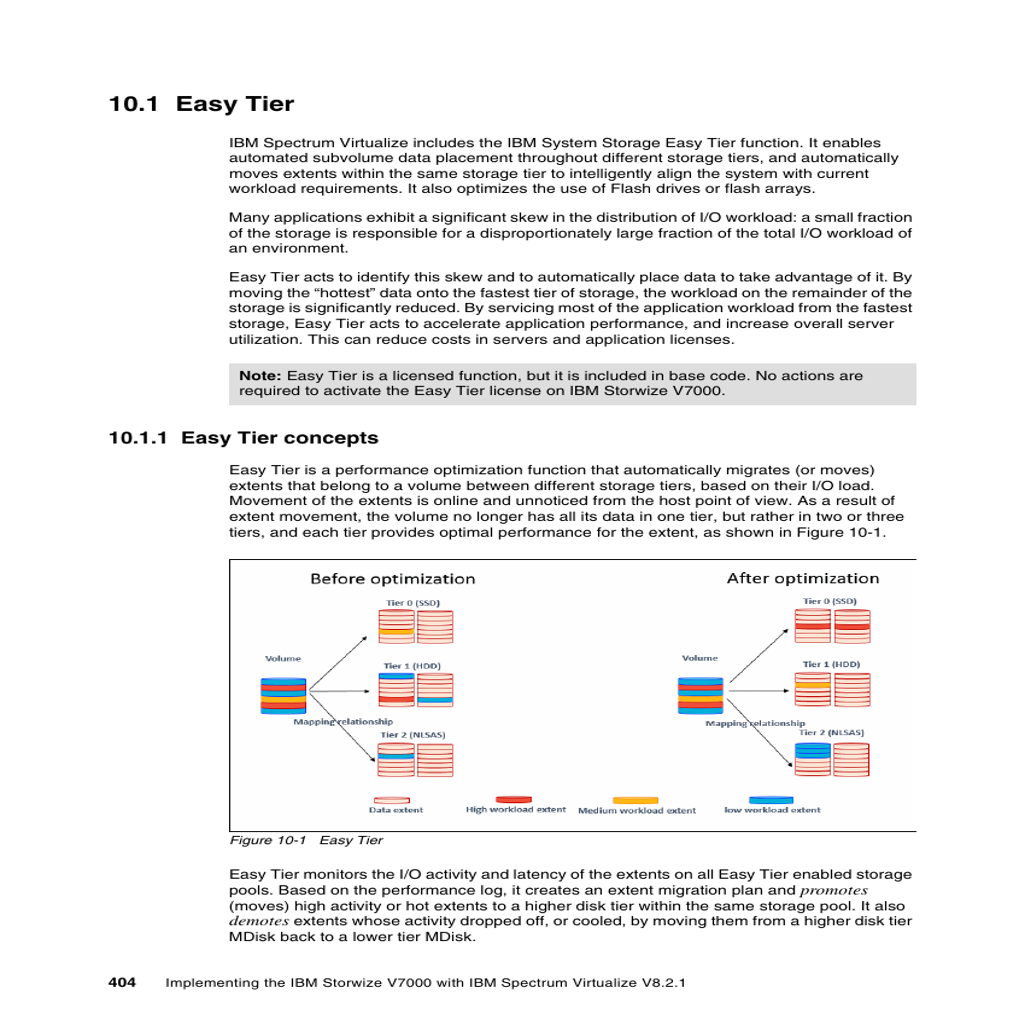 10.1 Easy Tier
IBM Spectrum Virtualize includes the IBM System Storage Easy Tier function. It enables
automated subvolume data placement throughout different storage tiers, and automatically
moves extents within the same storage tier to intelligently align the system with current
workload requirements. It also optimizes the use of Flash drives or flash arrays.
Many applications exhibit a significant skew in the distribution of I/O workload: a small fraction
of the storage is responsible for a disproportionately large fraction of the total I/O workload of
an environment.
Easy Tier acts to identify this skew and to automatically place data to take advantage of it. By
moving the “hottest” data onto the fastest tier of storage, the workload on the remainder of the
storage is significantly reduced. By servicing most of the application workload from the fastest
storage, Easy Tier acts to accelerate application performance, and increase overall server
utilization. This can reduce costs in servers and application licenses.
Note: Easy Tier is a licensed function, but it is included in base code. No actions are
required to activate the Easy Tier license on IBM Storwize V7000.
10.1.1 Easy Tier concepts
Easy Tier is a performance optimization function that automatically migrates (or moves)
extents that belong to a volume between different storage tiers, based on their I/O load.
Movement of the extents is online and unnoticed from the host point of view. As a result of
extent movement, the volume no longer has all its data in one tier, but rather in two or three
tiers, and each tier provides optimal performance for the extent, as shown in Figure 10-1.
Before optimization
Tier 0 (SSD)
Volume
Tier 1 (HDD)
Mapping relationship
Tier 2 (NLSAS)
After optimization
Tier 0 (SSD)
Volume
Tier 1 (HDD)
Mapping relationship
Tier 2 (NLSAS)
Data extent
High workload extent
Medium workload extent
low workload extent
Figure 10-1 Easy Tier
Easy Tier monitors the I/O activity and latency of the extents on all Easy Tier enabled storage
pools. Based on the performance log, it creates an extent migration plan and promotes
(moves) high activity or hot extents to a higher disk tier within the same storage pool. It also
demotes extents whose activity dropped off, or cooled, by moving them from a higher disk tier
MDisk back to a lower tier MDisk.
404 Implementing the IBM Storwize V7000 with IBM Spectrum Virtualize V8.2.1